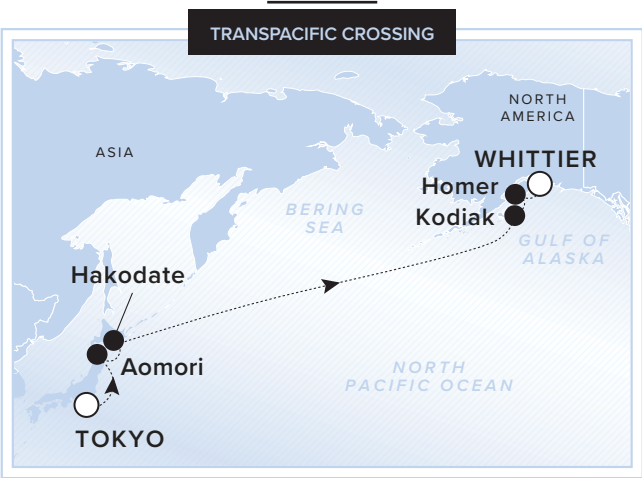 TRANSPACIFIC CROSSING
NORTH
AMERICA
ASIA
WHITTIER
Homer
Kodiak
BERING
SEA
GULF OF
ALASKA
Hakodate
Aomori
NORTH
PACIFIC OCEAN
TOKYO